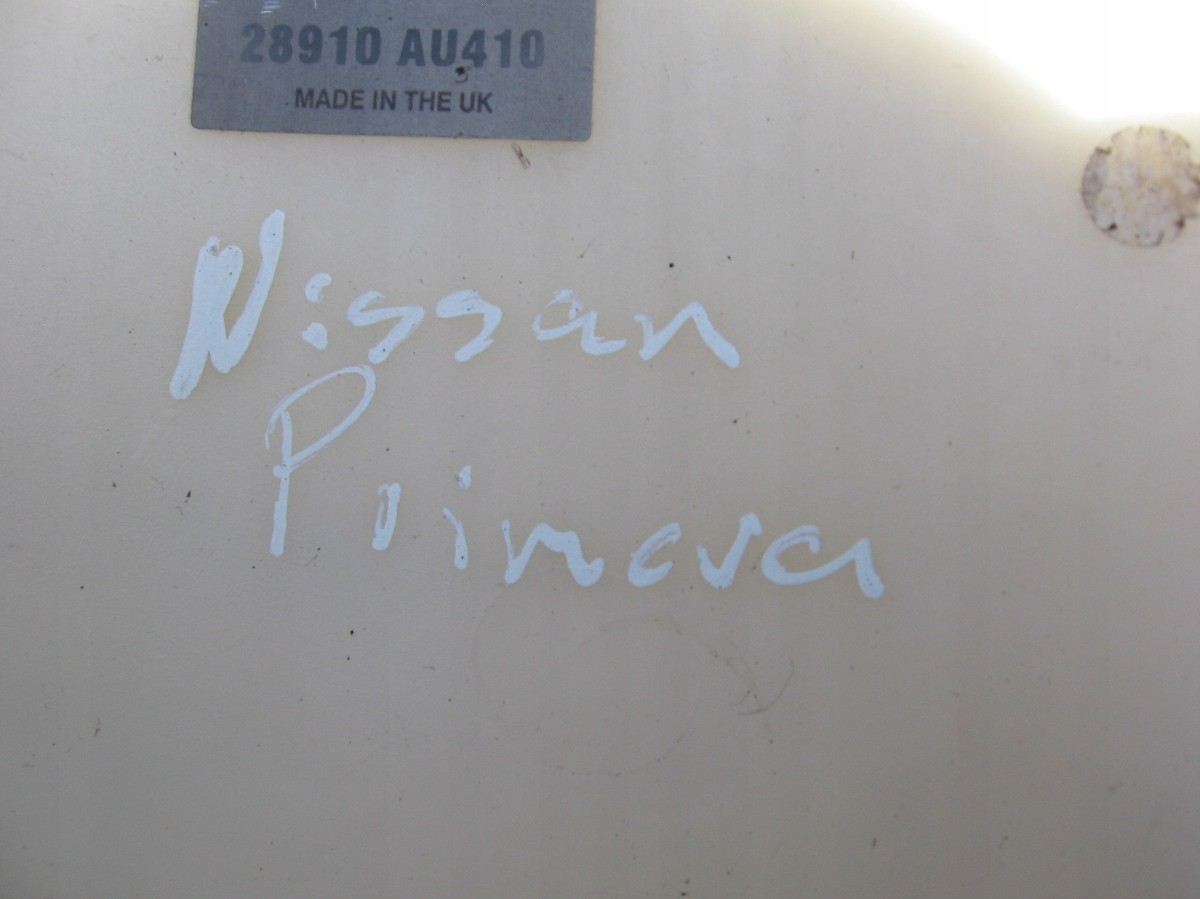 28910 AU410
MADE IN THE UK
Nissan
Primera